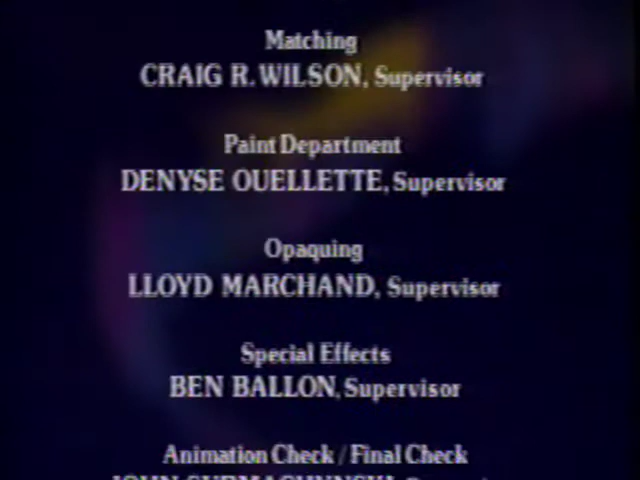 Matching
CRAIG R. WILSON, Supervisor
Paint Department
DENYSE OUELLETTE, Supervisor
Opaquing
LLOYD MARCHAND, Supervisor
Special Effects
BEN BALLON, Supervisor
Animation Check / Final Check
JOHN